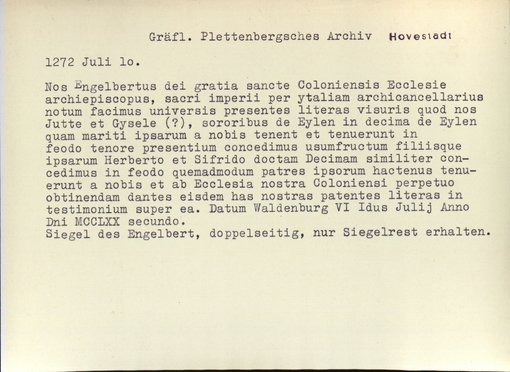 Gräfl. Plettenbergsches Archiv Hovestadt
1272 Juli lo.
Nos Engelbertus dei gratia sancte Coloniensis Ecclesie
archiepiscopus, sacri imperii per ytaliam archicancellarius
notum facimus universis presentes literas visuris quod nos
Jutte et Gysele (?), sororibus de Eylen in decima de Eylen
quam mariti ipsarum a nobis tenent et tenuerunt in
feodo tenore presentium concedimus usumfructum filiisque
ipsarum Herberto et Sifrido doctam Decimam similiter con-
cedimus in feodo quemadmodum patres ipsorum hactenus tenu-
erunt a nobis et ab Ecclesia nostra Coloniensi perpetuo
obtinendam dantes eisdem has nostras patentes literas in
testimonium super ea. Datum Waldenburg VI Idus Julij Anno
Dni MCCLXX secundo.
Siegel des Engelbert, doppelseitig, nur Siegelrest erhalten.